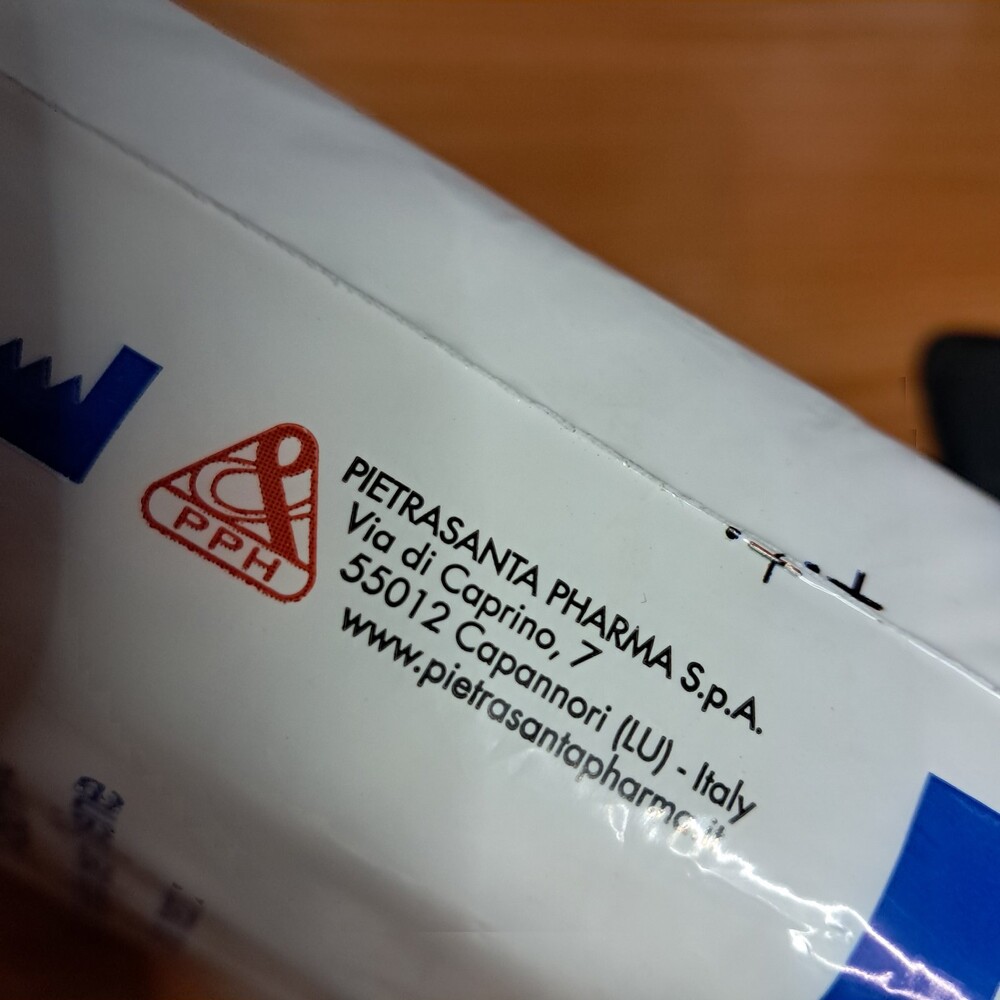 PPH
PIETRASANTA PHARMA S.p.A.
Via di Caprino, 7
55012 Capannori (LU) - Italy
www.pietrasantapharma.it